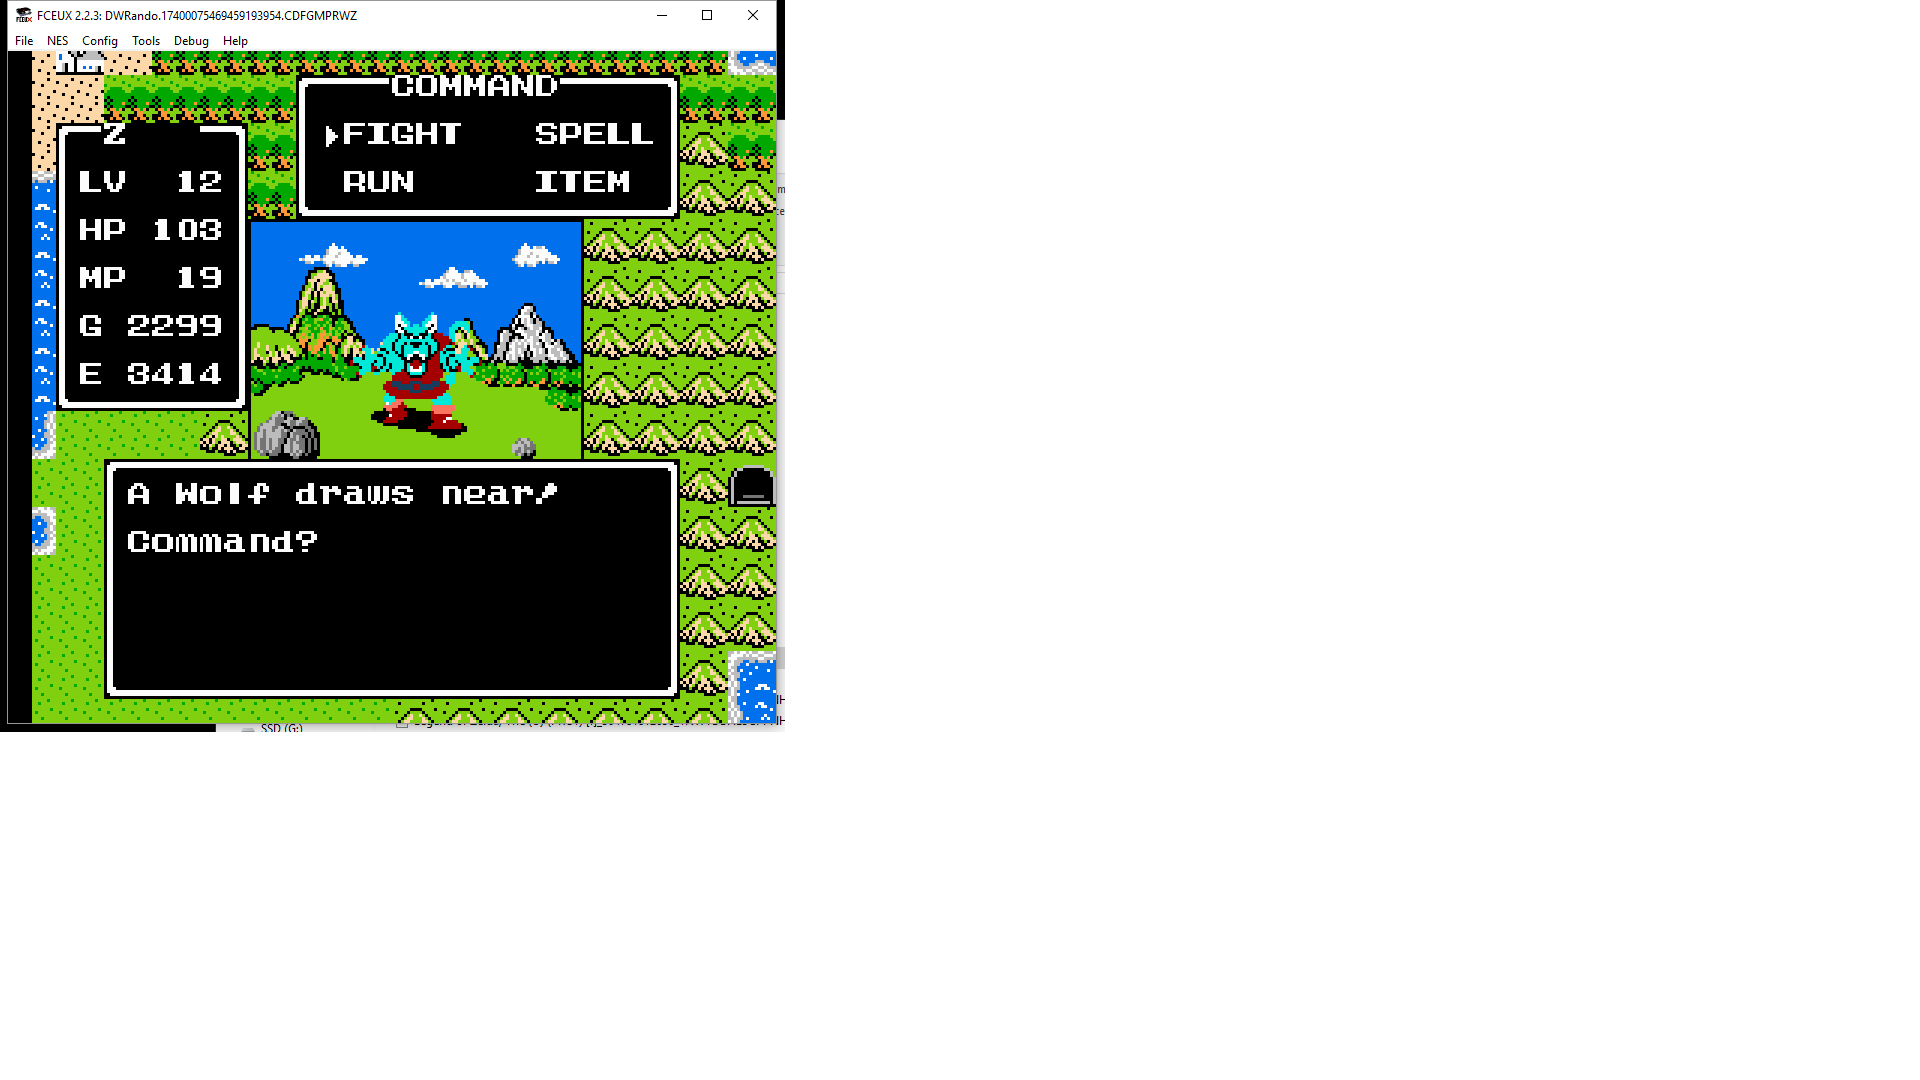 FCEUX 2.2.3: DWRando.17400075469459193954.CDFGMPRWZ
File NES Config Tools Debug Help
COMMAND
FIGHT SPELL
RUN ITEM
Z
LV 12
HP 103
MP 19
G 2299
E 3414
A Wolf draws near!
Command?
SSD (G:)